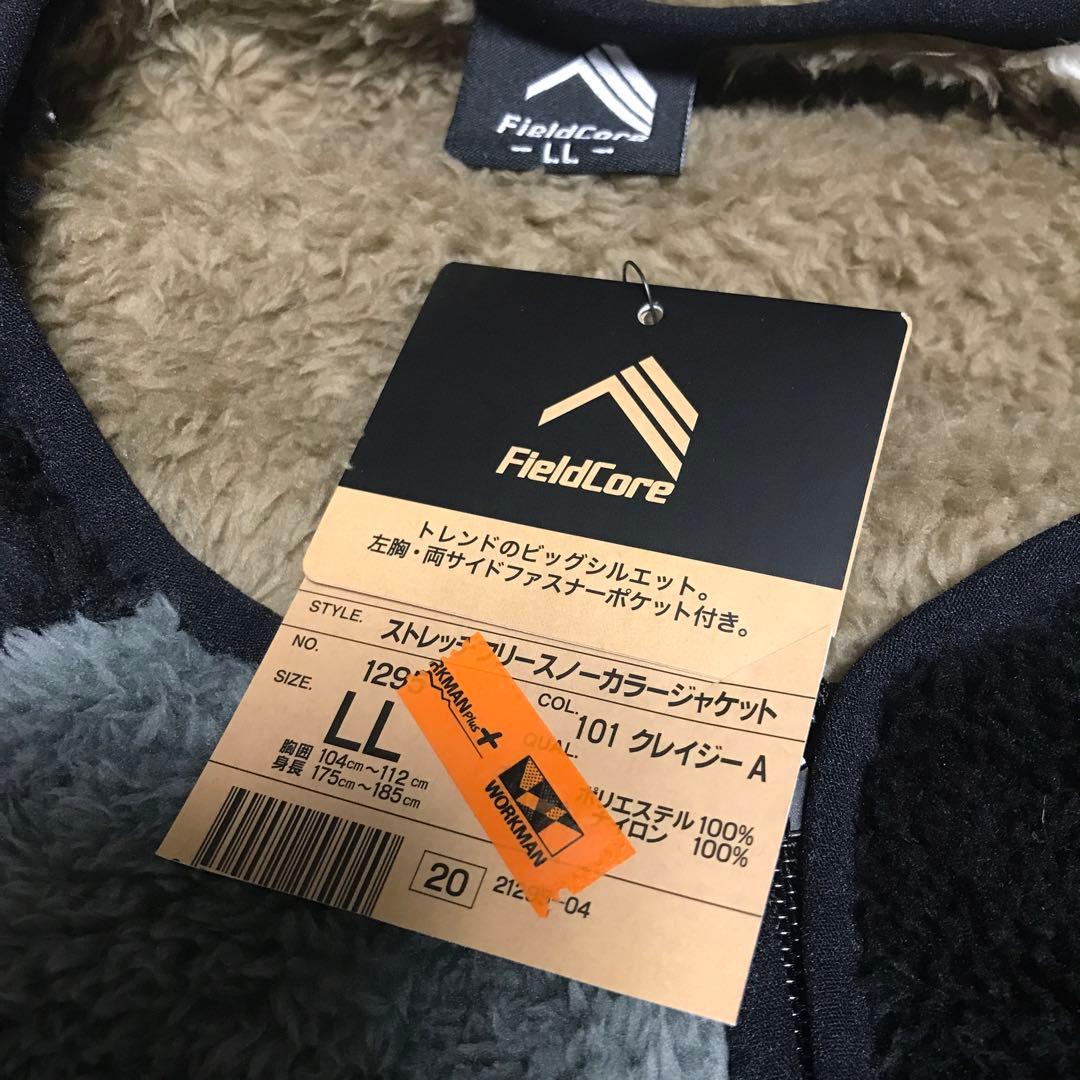 FieldCore
- LL -
FieldCore
トレンドのビッグシルエット。
左胸・両サイドファスナーポケット付き。
STYLE. ストレッチフリースノーカラージャケット
NO. 1295
COL. 101 クレイジー A
SIZE. LL
QUAL.
胸囲 104cm～112cm
身長 175cm～185cm
ポリエステル 100%
ナイロン 100%
20
-04
WORKMAN Plus+
WORKMAN